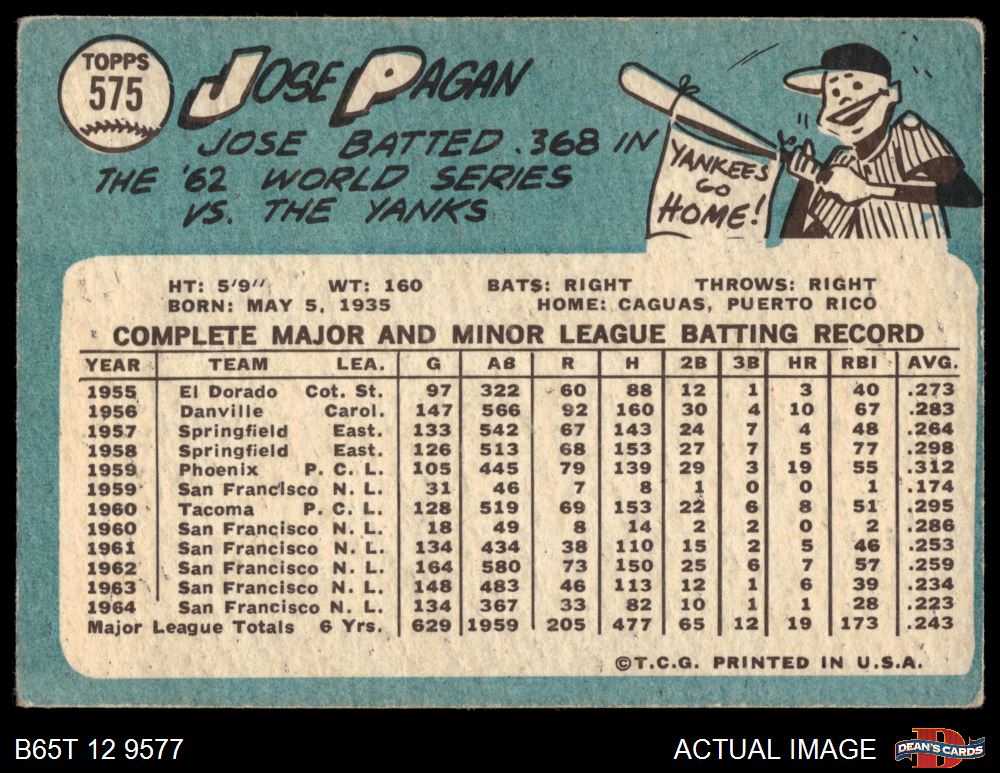 TOPPS
575
JOSE PAGAN
JOSE BATTED .368 IN
THE '62 WORLD SERIES
VS. THE YANKS
YANKEES
GO
HOME!
HT: 5'9" WT: 160 BATS: RIGHT THROWS: RIGHT
BORN: MAY 5, 1935 HOME: CAGUAS, PUERTO RICO
COMPLETE MAJOR AND MINOR LEAGUE BATTING RECORD
YEAR TEAM LEA. G AB R H 2B 3B HR RBI AVG.
1955 El Dorado Cot. St. 97 322 60 88 12 1 3 40 .273
1956 Danville Carol. 147 566 92 160 30 4 10 67 .283
1957 Springfield East. 133 542 67 143 24 7 4 48 .264
1958 Springfield East. 126 513 68 153 27 7 5 77 .298
1959 Phoenix P. C. L. 105 445 79 139 29 3 19 55 .312
1959 San Francisco N. L. 31 46 7 8 1 0 0 1 .174
1960 Tacoma P. C. L. 128 519 69 153 22 6 8 51 .295
1960 San Francisco N. L. 18 49 8 14 2 2 0 2 .286
1961 San Francisco N. L. 134 434 38 110 15 2 5 46 .253
1962 San Francisco N. L. 164 580 73 150 25 6 7 57 .259
1963 San Francisco N. L. 148 483 46 113 12 1 6 39 .234
1964 San Francisco N. L. 134 367 33 82 10 1 1 28 .223
Major League Totals 6 Yrs. 629 1959 205 477 65 12 19 173 .243
©T.C.G. PRINTED IN U.S.A.
B65T 12 9577 ACTUAL IMAGE
DEAN'S CARDS